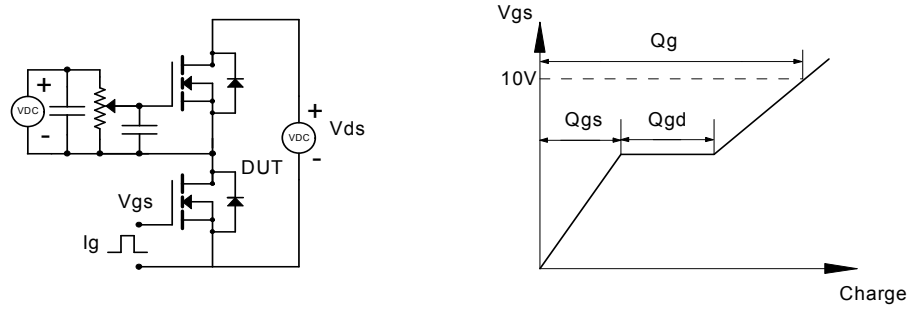 +
VDC
-
+
VDC
-
Vds
DUT
Vgs
Ig
Vgs
Qg
10V
Qgs
Qgd
Charge